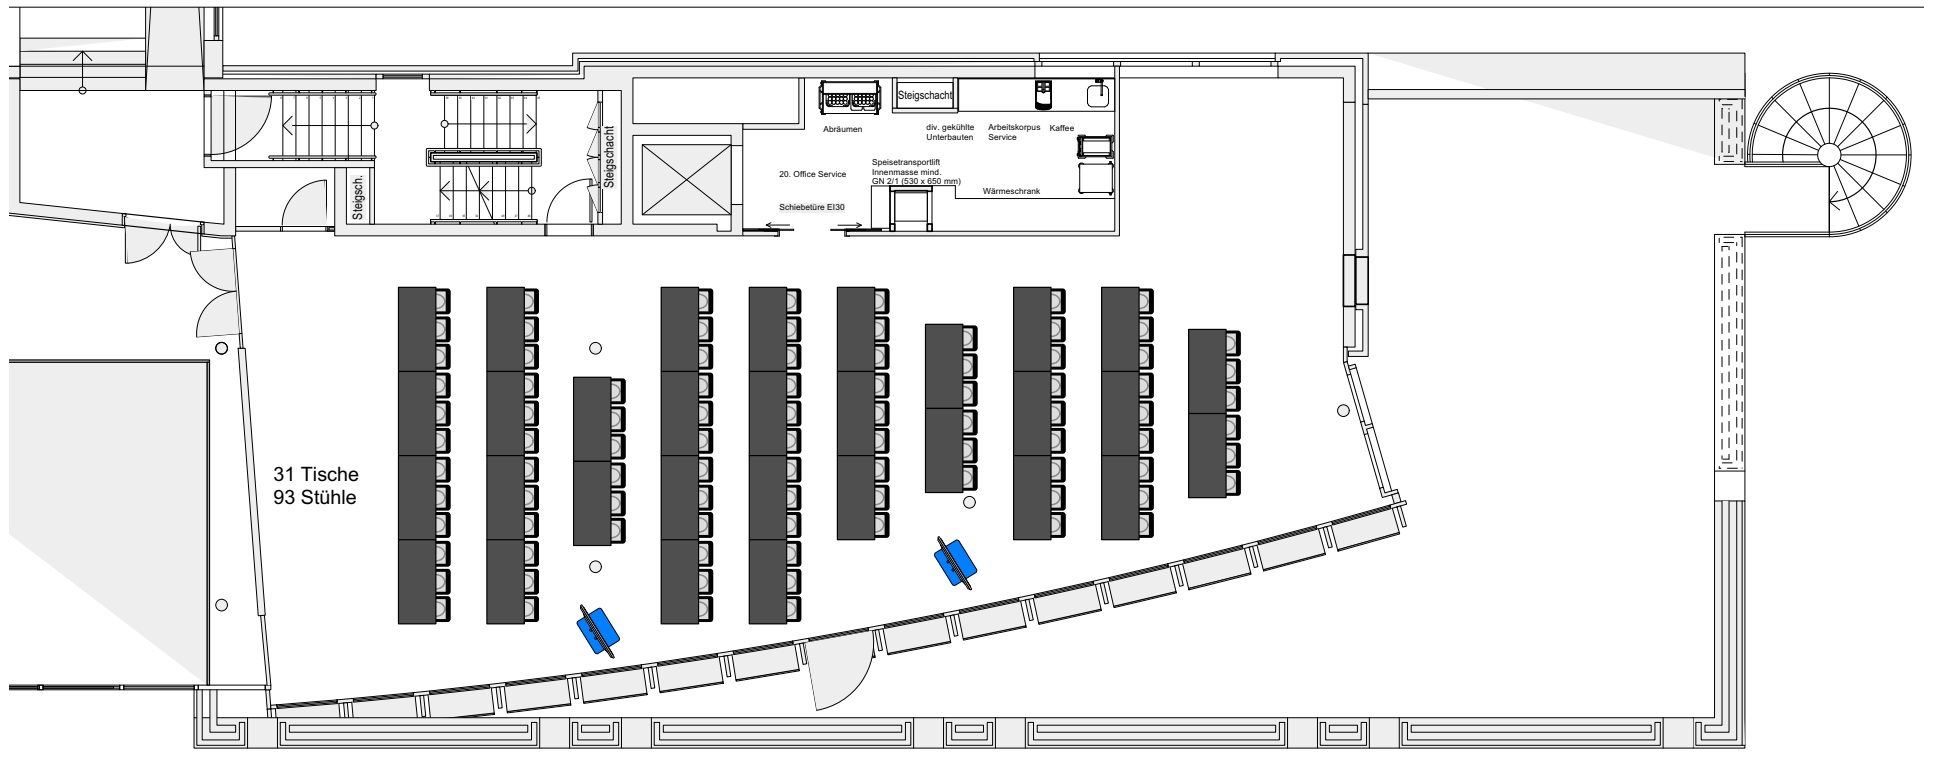 Steigschacht
Steigsch.
Steigschacht
Abräumen
div. gekühlte
Unterbauten
Arbeitskorpus
Service
Kaffee
Speisetransportlift
Innenmasse mind.
GN 2/1 (530 x 650 mm)
20. Office Service
Wärmeschrank
Schiebetüre EI30
31 Tische
93 Stühle